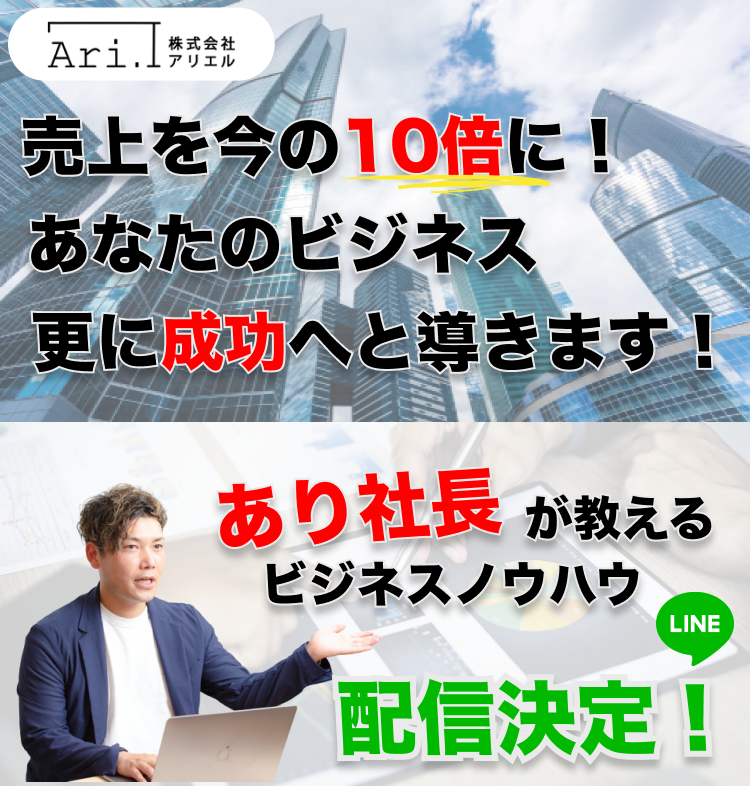 Ari.l
株式会社
アリエル
売上を今の10倍に！
あなたのビジネス
更に成功へと導きます！
あり社長が教える
ビジネスノウハウ
LINE
配信決定！